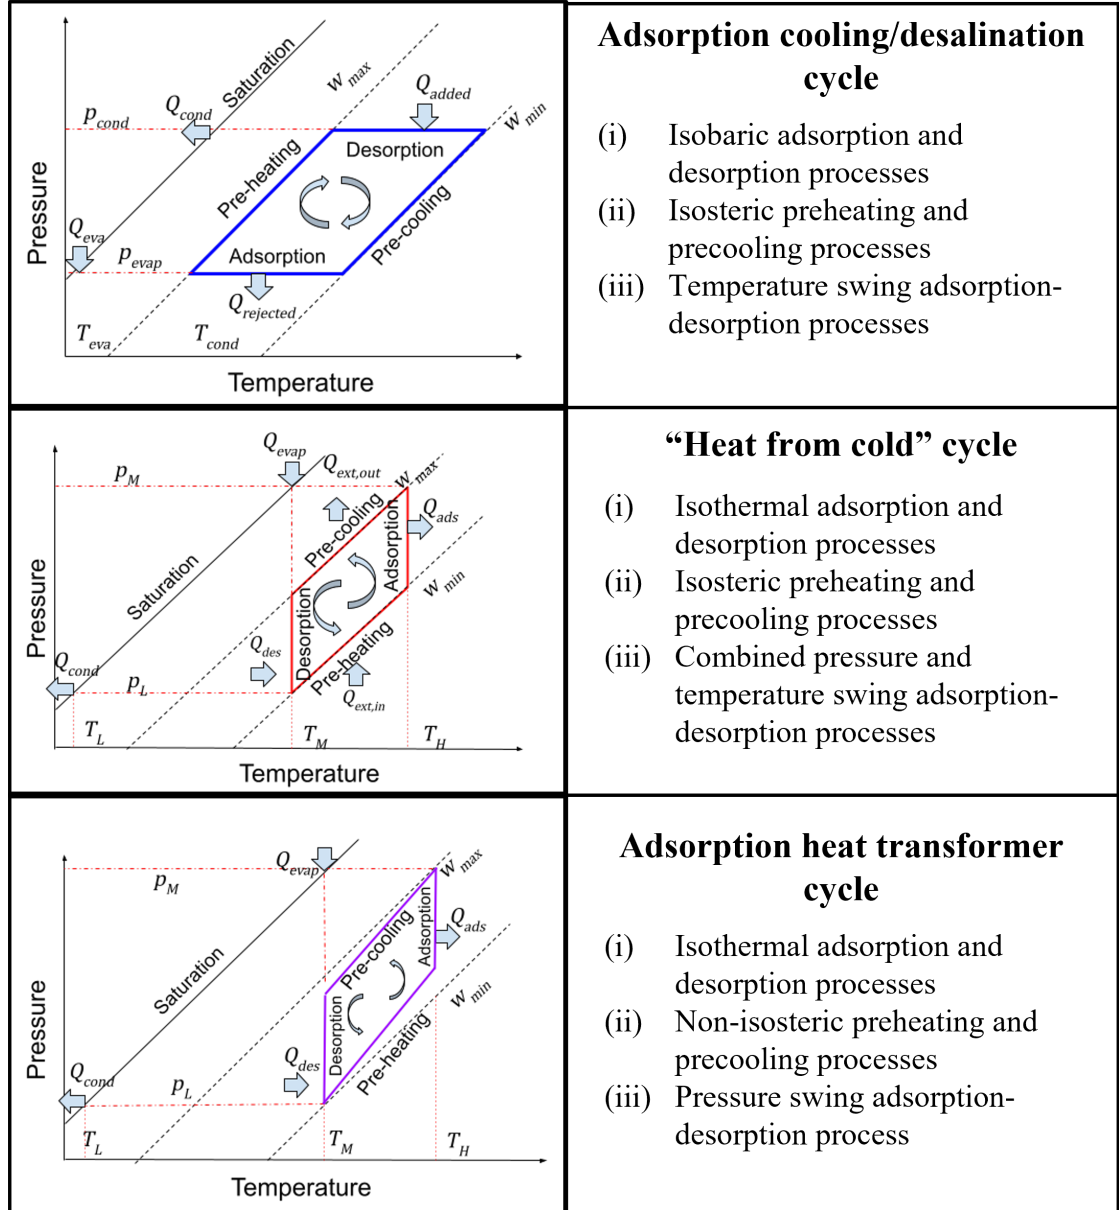 Saturation
w max
Q added
Q cond
p cond
w min
Desorption
Pre-heating
Pressure
Q eva
Pre-cooling
p evap
Adsorption
Q rejected
T eva
T cond
Temperature
Adsorption cooling/desalination
cycle
(i) Isobaric adsorption and
desorption processes
(ii) Isosteric preheating and
precooling processes
(iii) Temperature swing adsorption-
desorption processes
Q evap
Q ext,out
p M
w max
Q ads
Pre-cooling
Adsorption
Saturation
w min
Desorption
Pressure
Q des
Pre-heating
Q cond
p L
Q ext,in
T L
T M
T H
Temperature
“Heat from cold” cycle
(i) Isothermal adsorption and
desorption processes
(ii) Isosteric preheating and
precooling processes
(iii) Combined pressure and
temperature swing adsorption-
desorption processes
Q evap
w max
p M
Q ads
Pre-cooling
Adsorption
Saturation
w min
Pressure
Desorption
Pre-heating
Q des
Q cond
p L
T L
T M
T H
Temperature
Adsorption heat transformer
cycle
(i) Isothermal adsorption and
desorption processes
(ii) Non-isosteric preheating and
precooling processes
(iii) Pressure swing adsorption-
desorption process